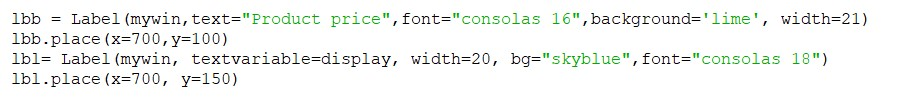 lbb = Label(mywin,text="Product price",font="consolas 16",background='lime', width=21)
lbb.place(x=700,y=100)
lbl= Label(mywin, textvariable=display, width=20, bg="skyblue",font="consolas 18")
lbl.place(x=700, y=150)